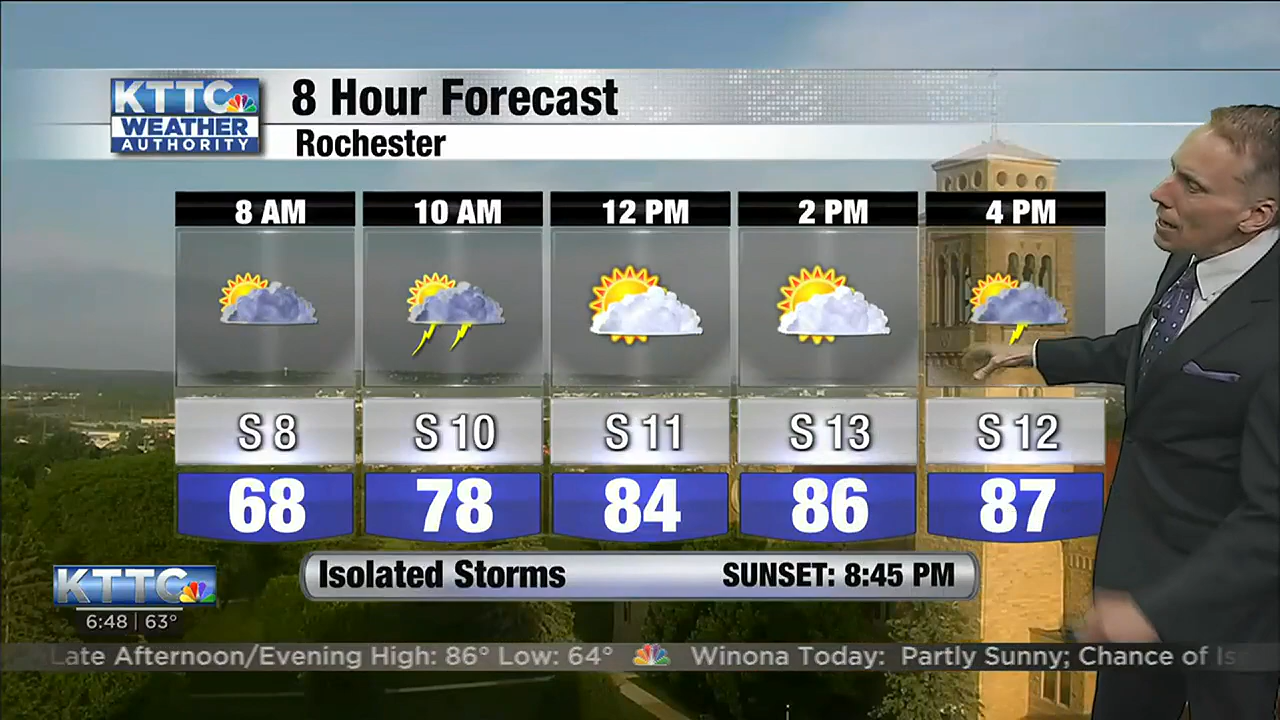 KTTC
WEATHER
AUTHORITY
8 Hour Forecast
Rochester
8 AM 10 AM 12 PM 2 PM 4 PM
S 8 S 10 S 11 S 13 S 12
68 78 84 86 87
Isolated Storms SUNSET: 8:45 PM
KTTC
6:48 | 63°
Late Afternoon/Evening High: 86° Low: 64° Winona Today: Partly Sunny; Chance of